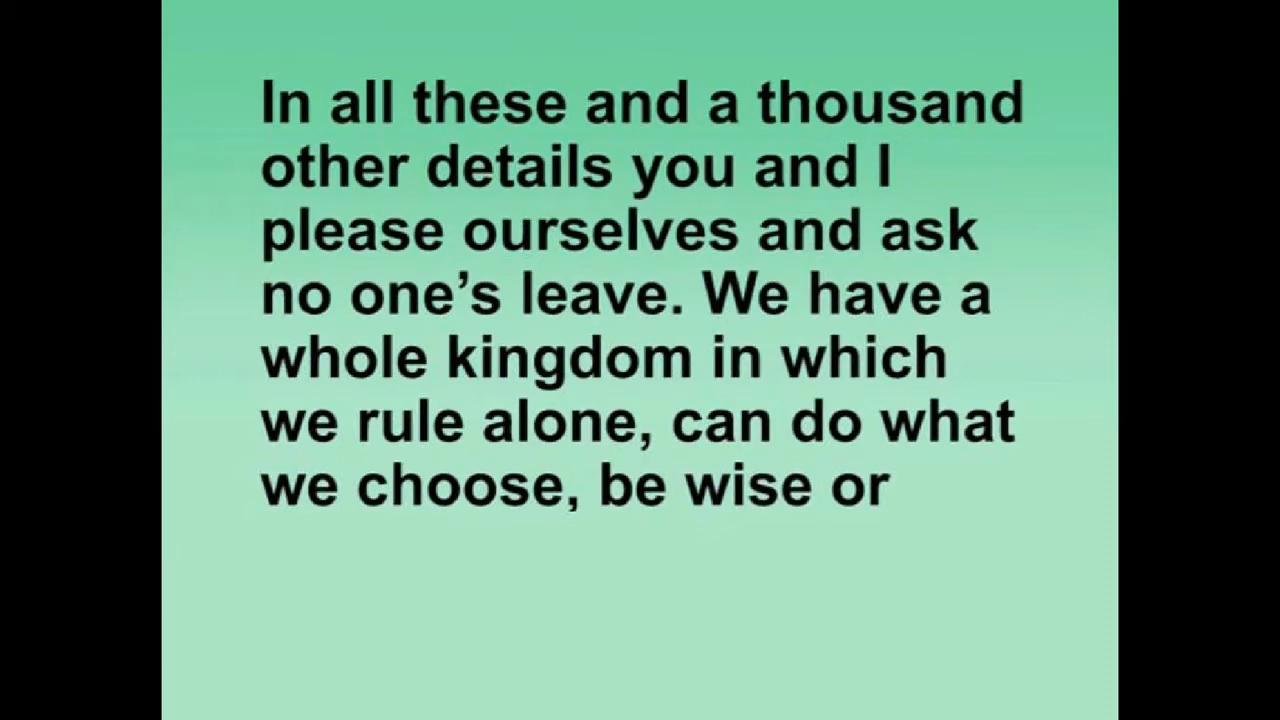 In all these and a thousand
other details you and I
please ourselves and ask
no one’s leave. We have a
whole kingdom in which
we rule alone, can do what
we choose, be wise or